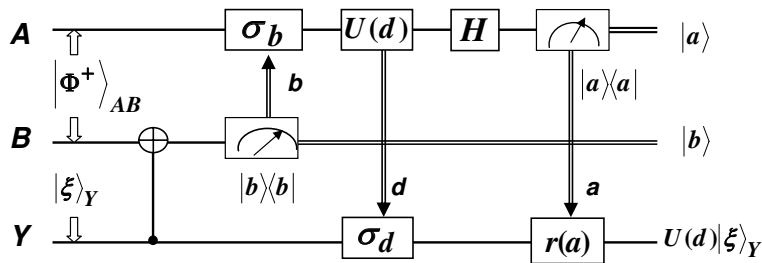 A σ_b U(d) H |a⟩
|Φ⁺⟩_AB b |a⟩⟨a|
B |b⟩
|ξ⟩_Y |b⟩⟨b| d a
Y σ_d r(a) U(d)|ξ⟩_Y